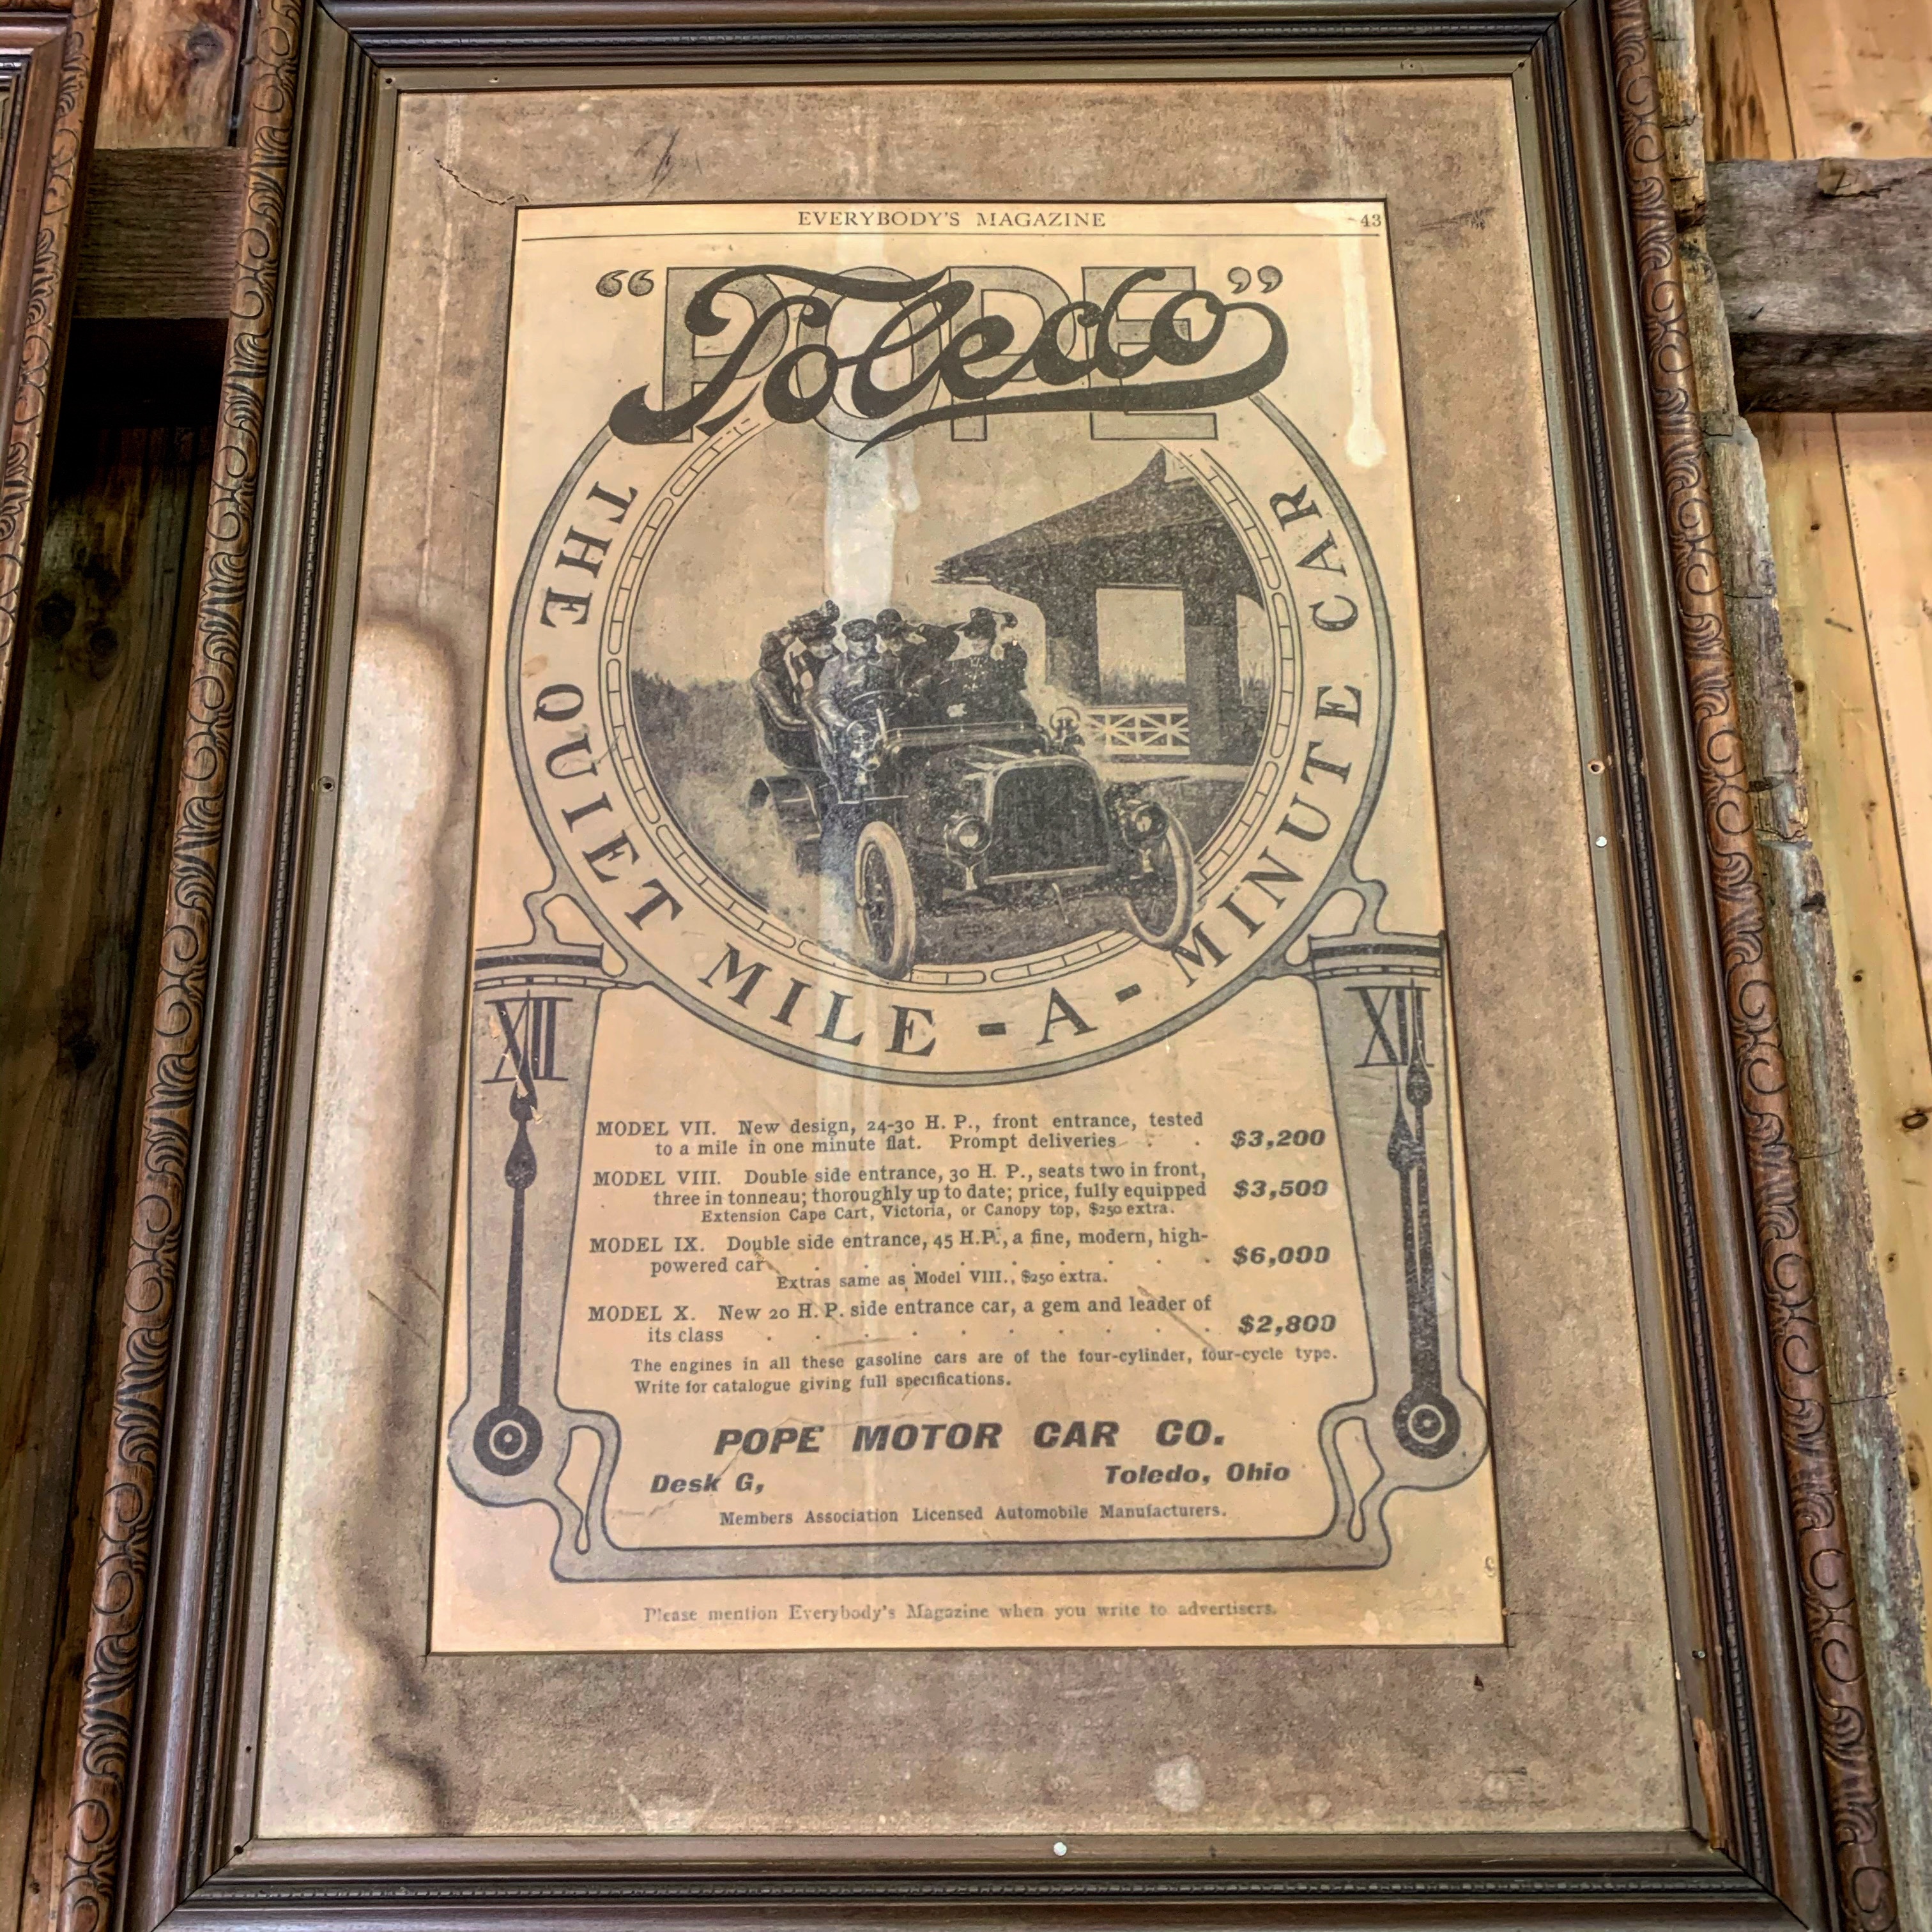 EVERYBODY'S MAGAZINE 43
"POPE
Toledo"
THE QUIET MILE-A-MINUTE CAR
XII XII
MODEL VII. New design, 24-30 H. P., front entrance, tested
to a mile in one minute flat. Prompt deliveries . . $3,200
MODEL VIII. Double side entrance, 30 H. P., seats two in front,
three in tonneau; thoroughly up to date; price, fully equipped $3,500
Extension Cape Cart, Victoria, or Canopy top, $250 extra.
MODEL IX. Double side entrance, 45 H.P., a fine, modern, high-
powered car . . . . . . . . . $6,000
Extras same as Model VIII., $250 extra.
MODEL X. New 20 H. P. side entrance car, a gem and leader of
its class . . . . . . . . . . $2,800
The engines in all these gasoline cars are of the four-cylinder, four-cycle type.
Write for catalogue giving full specifications.
POPE MOTOR CAR CO.
Desk G, Toledo, Ohio
Members Association Licensed Automobile Manufacturers.
Please mention Everybody's Magazine when you write to advertisers.